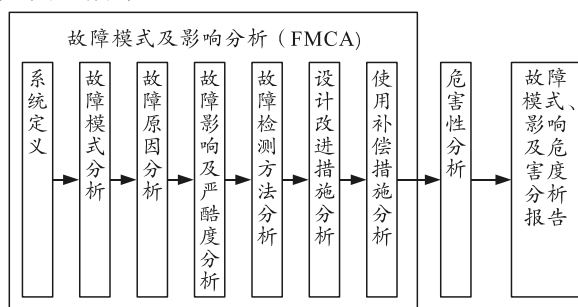 故障模式及影响分析（FMCA）
系统定义
故障模式分析
故障原因分析
故障影响及严酷度分析
故障检测方法分析
设计改进措施分析
使用补偿措施分析
危害性分析
故障
模式、
影响
及危
害度
分析
报告